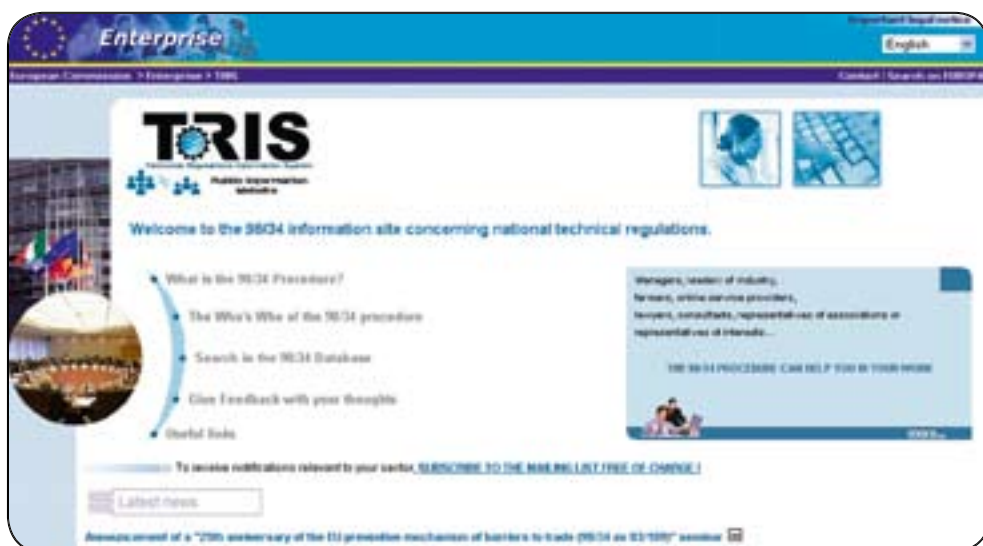 Important legal notice
Enterprise
English
European Commission > Enterprise > TRIS
Contact | Search on EUROPA
TRIS
Technical Regulations Information System
Public Information
Website
Welcome to the 98/34 information site concerning national technical regulations.
What is the 98/34 Procedure?
The Who's Who of the 98/34 procedure
Search in the 98/34 Database
Give Feedback with your thoughts
Useful links
Managers, leaders of industry,
farmers, online service providers,
lawyers, consultants, representatives of associations or
representatives of interests...
THE 98/34 PROCEDURE CAN HELP YOU IN YOUR WORK
To receive notifications relevant to your sector, SUBSCRIBE TO THE MAILING LIST FREE OF CHARGE !
Latest news
Announcement of a "25th anniversary of the EU preventive mechanism of barriers to trade (98/34 ex 83/189)" seminar